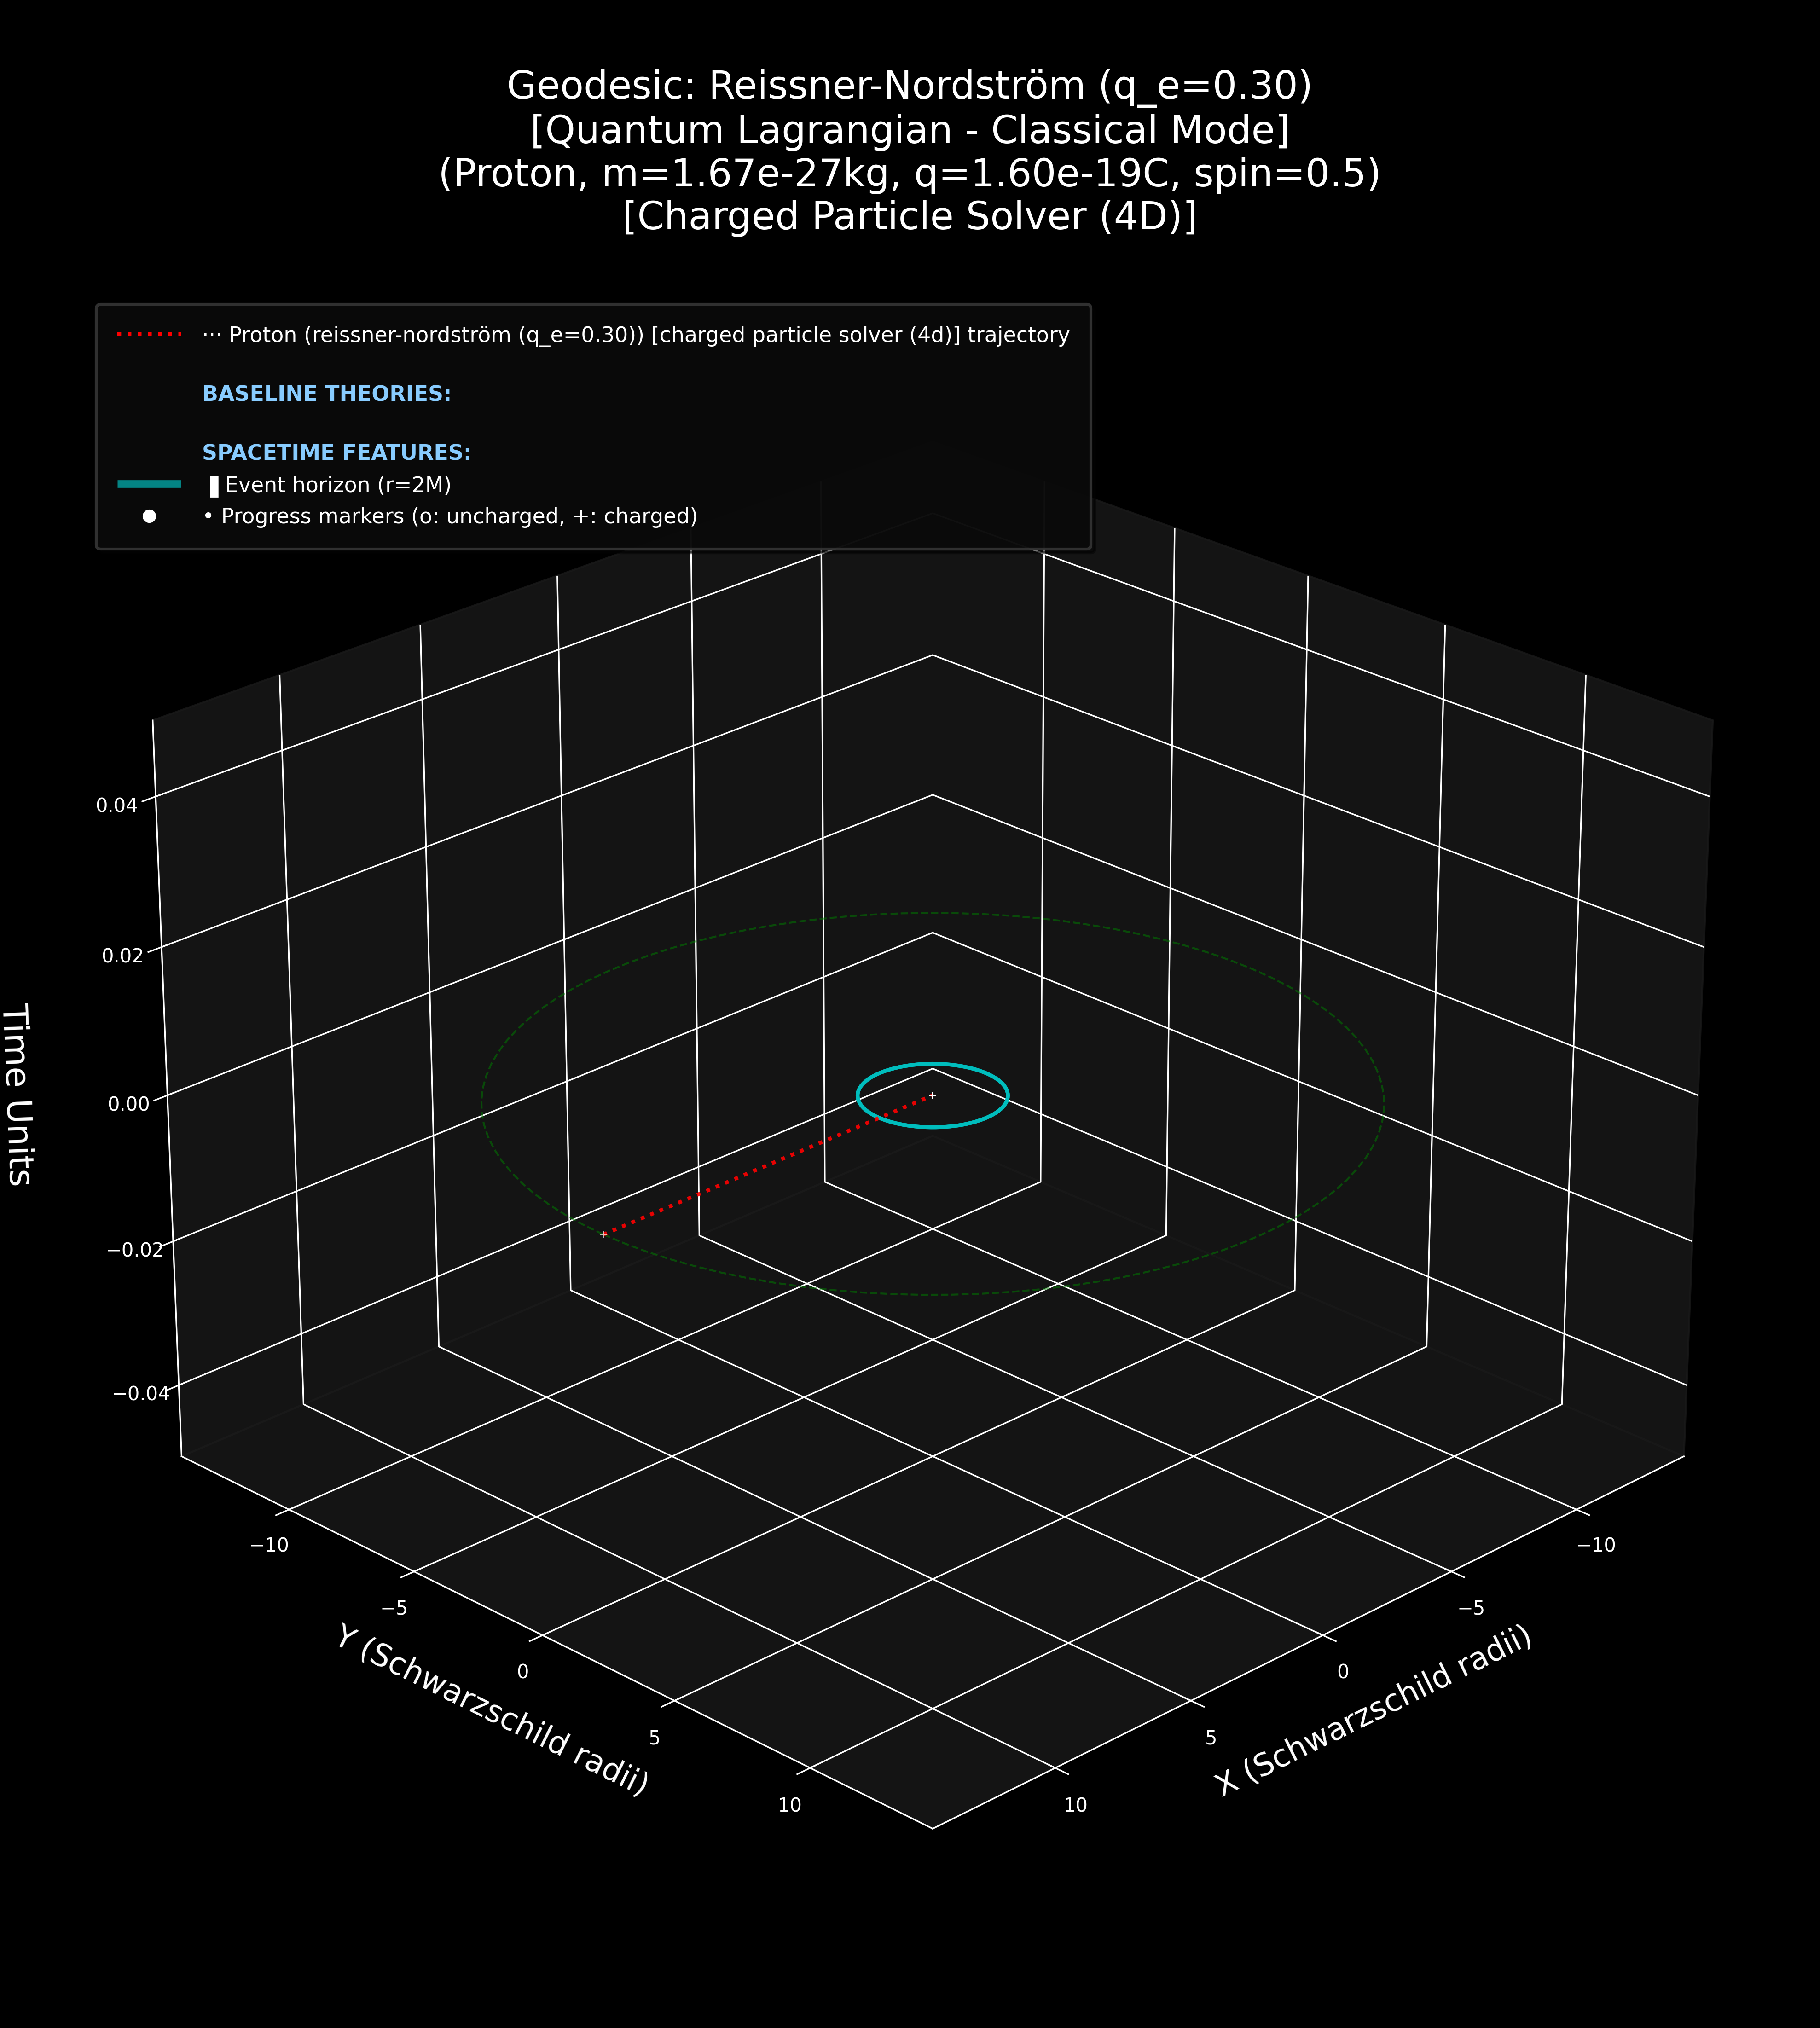 Geodesic: Reissner-Nordström (q_e=0.30)
[Quantum Lagrangian - Classical Mode]
(Proton, m=1.67e-27kg, q=1.60e-19C, spin=0.5)
[Charged Particle Solver (4D)]
··· Proton (reissner-nordström (q_e=0.30)) [charged particle solver (4d)] trajectory
BASELINE THEORIES:
SPACETIME FEATURES:
▐ Event horizon (r=2M)
• Progress markers (o: uncharged, +: charged)
0.04
0.02
0.00
−0.02
−0.04
Time Units
−10
−5
0
5
10
Y (Schwarzschild radii)
10
5
0
−5
−10
X (Schwarzschild radii)